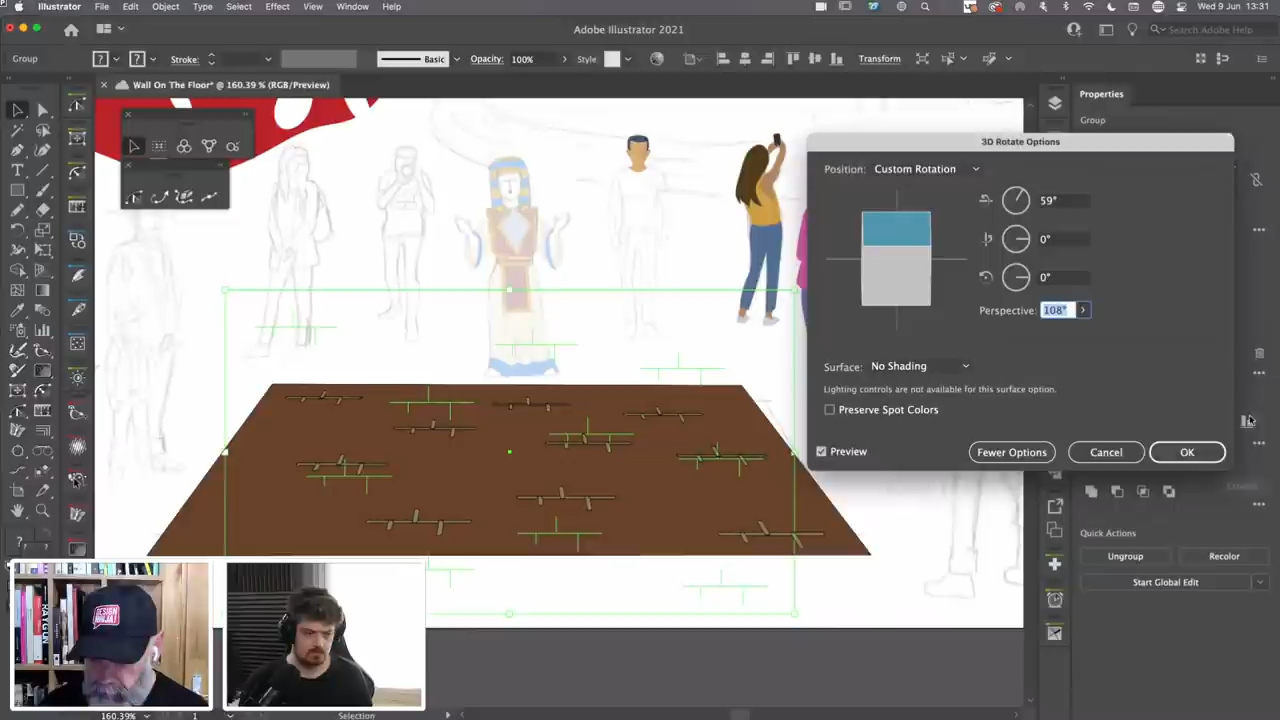 Illustrator File Edit Object Type Select Effect View Window Help
Wed 9 Jun 13:31
Adobe Illustrator 2021
Search Adobe Help
Group
Stroke:
Basic
Opacity: 100%
Style:
Transform
Wall On The Floor* @ 160.39 % (RGB/Preview)
Properties
Group
3D Rotate Options
Position: Custom Rotation
59°
0°
0°
Perspective: 108°
Surface: No Shading
Lighting controls are not available for this surface option.
Preserve Spot Colors
Preview
Fewer Options
Cancel
OK
Quick Actions
Ungroup
Recolor
Start Global Edit
DESIGN
NINJA!
160.39%
1
Selection